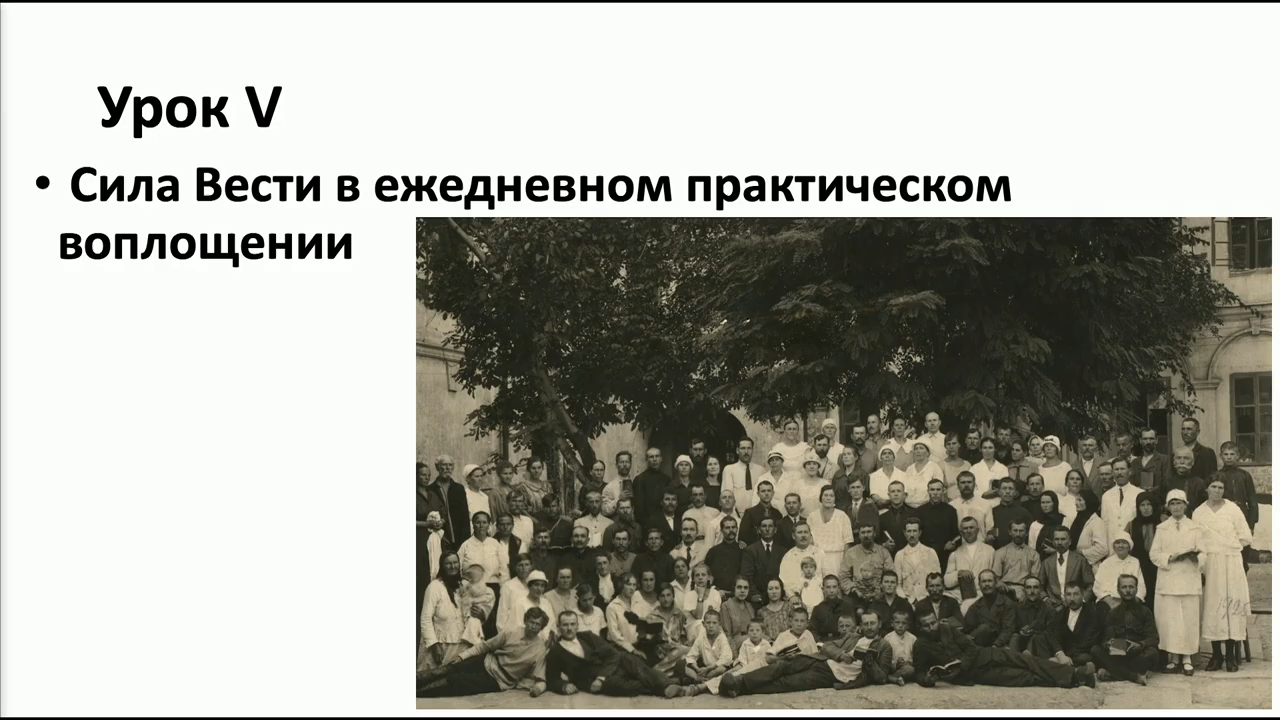 Урок V
• Сила Вести в ежедневном практическом
воплощении